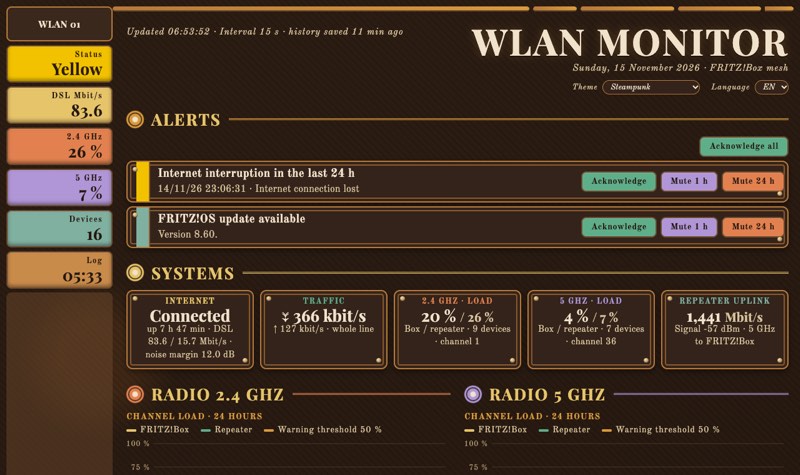 WLAN 01
Status
Yellow
DSL Mbit/s
83.6
2.4 GHz
26 %
5 GHz
7 %
Devices
16
Log
05:33
Updated 06:53:52 · Interval 15 s · history saved 11 min ago
WLAN MONITOR
Sunday, 15 November 2026 · FRITZ!Box mesh
Theme Steampunk Language EN
ALERTS
Acknowledge all
Internet interruption in the last 24 h
14/11/26 23:06:31 · Internet connection lost
Acknowledge Mute 1 h Mute 24 h
FRITZ!OS update available
Version 8.60.
Acknowledge Mute 1 h Mute 24 h
SYSTEMS
INTERNET
Connected
up 7 h 47 min · DSL
83.6 / 15.7 Mbit/s ·
noise margin 12.0 dB
TRAFFIC
↓ 366 kbit/s
↑ 127 kbit/s · whole line
2.4 GHZ · LOAD
20 % / 26 %
Box / repeater · 9 devices
· channel 1
5 GHZ · LOAD
4 % / 7 %
Box / repeater · 7 devices
· channel 36
REPEATER UPLINK
1,441 Mbit/s
Signal -57 dBm · 5 GHz
to FRITZ!Box
RADIO 2.4 GHZ
CHANNEL LOAD · 24 HOURS
FRITZ!Box Repeater Warning threshold 50 %
100 %
75 %
RADIO 5 GHZ
CHANNEL LOAD · 24 HOURS
FRITZ!Box Repeater Warning threshold 50 %
100 %
75 %